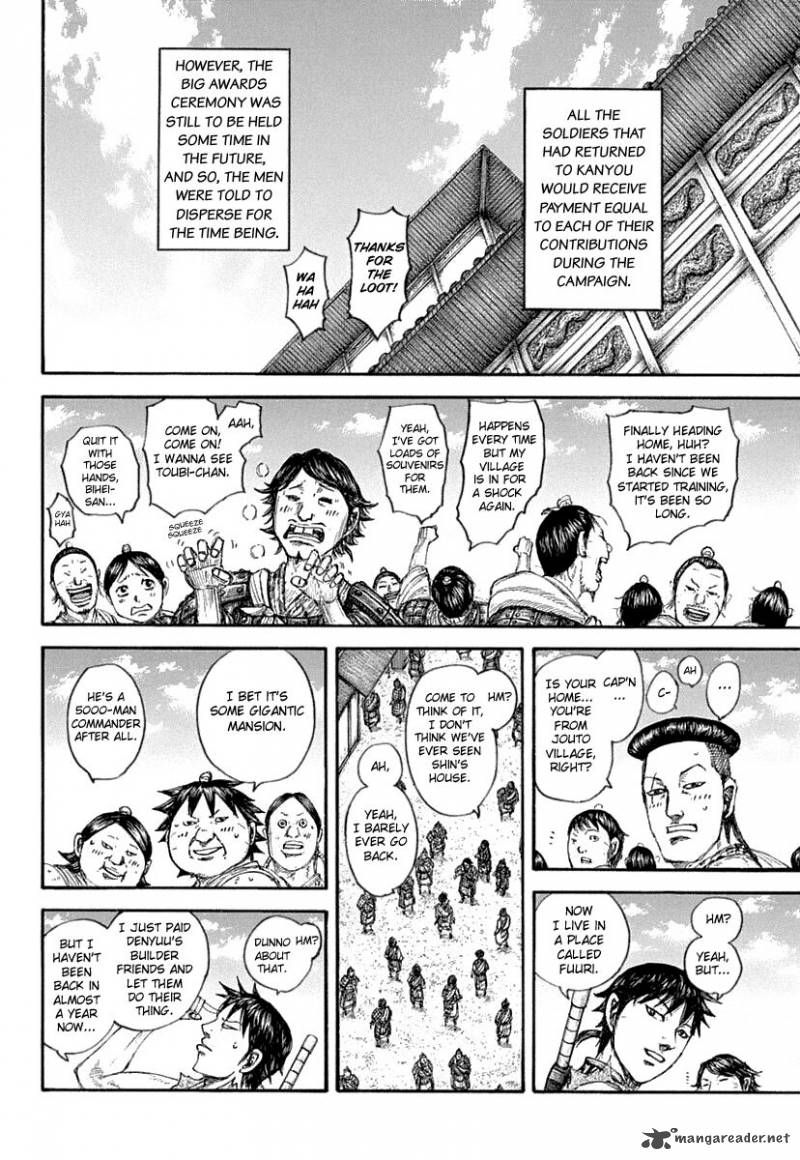 ALL THE
SOLDIERS THAT
HAD RETURNED
TO KANYOU
WOULD RECEIVE
PAYMENT EQUAL
TO EACH OF THEIR
CONTRIBUTIONS
DURING THE
CAMPAIGN.
HOWEVER, THE
BIG AWARDS
CEREMONY WAS
STILL TO BE HELD
SOME TIME IN
THE FUTURE,
AND SO, THE MEN
WERE TOLD TO
DISPERSE FOR
THE TIME BEING.
THANKS
FOR
THE
LOOT!
WA
HA
HAH
FINALLY HEADING
HOME, HUH?
I HAVEN'T BEEN
BACK SINCE WE
STARTED TRAINING,
IT'S BEEN SO
LONG.
HAPPENS
EVERY TIME
BUT MY
VILLAGE
IS IN FOR
A SHOCK
AGAIN.
YEAH,
I'VE GOT
LOADS OF
SOUVENIRS
FOR
THEM.
AAH,
COME ON,
COME ON!
I WANNA SEE
TOUBI-CHAN.
SQUEEZE
SQUEEZE
QUIT IT
WITH
THOSE
HANDS,
BIHEI-
SAN...
GYA
HAH
...
AH
C-
CAP'N
...
IS YOUR
HOME...
YOU'RE
FROM
JOUTO
VILLAGE,
RIGHT?
HM?
YEAH,
BUT...
NOW
I LIVE IN
A PLACE
CALLED
FUURI.
HM?
COME TO
THINK OF IT,
I DON'T
THINK WE'VE
EVER SEEN
SHIN'S
HOUSE.
AH,
YEAH,
I BARELY
EVER GO
BACK.
I BET IT'S
SOME GIGANTIC
MANSION.
HE'S A
5000-MAN
COMMANDER
AFTER ALL.
HM?
DUNNO
ABOUT
THAT.
I JUST PAID
DENYUU'S
BUILDER
FRIENDS AND
LET THEM
DO THEIR
THING.
BUT I
HAVEN'T
BEEN
BACK IN
ALMOST
A YEAR
NOW...
mangareader.net